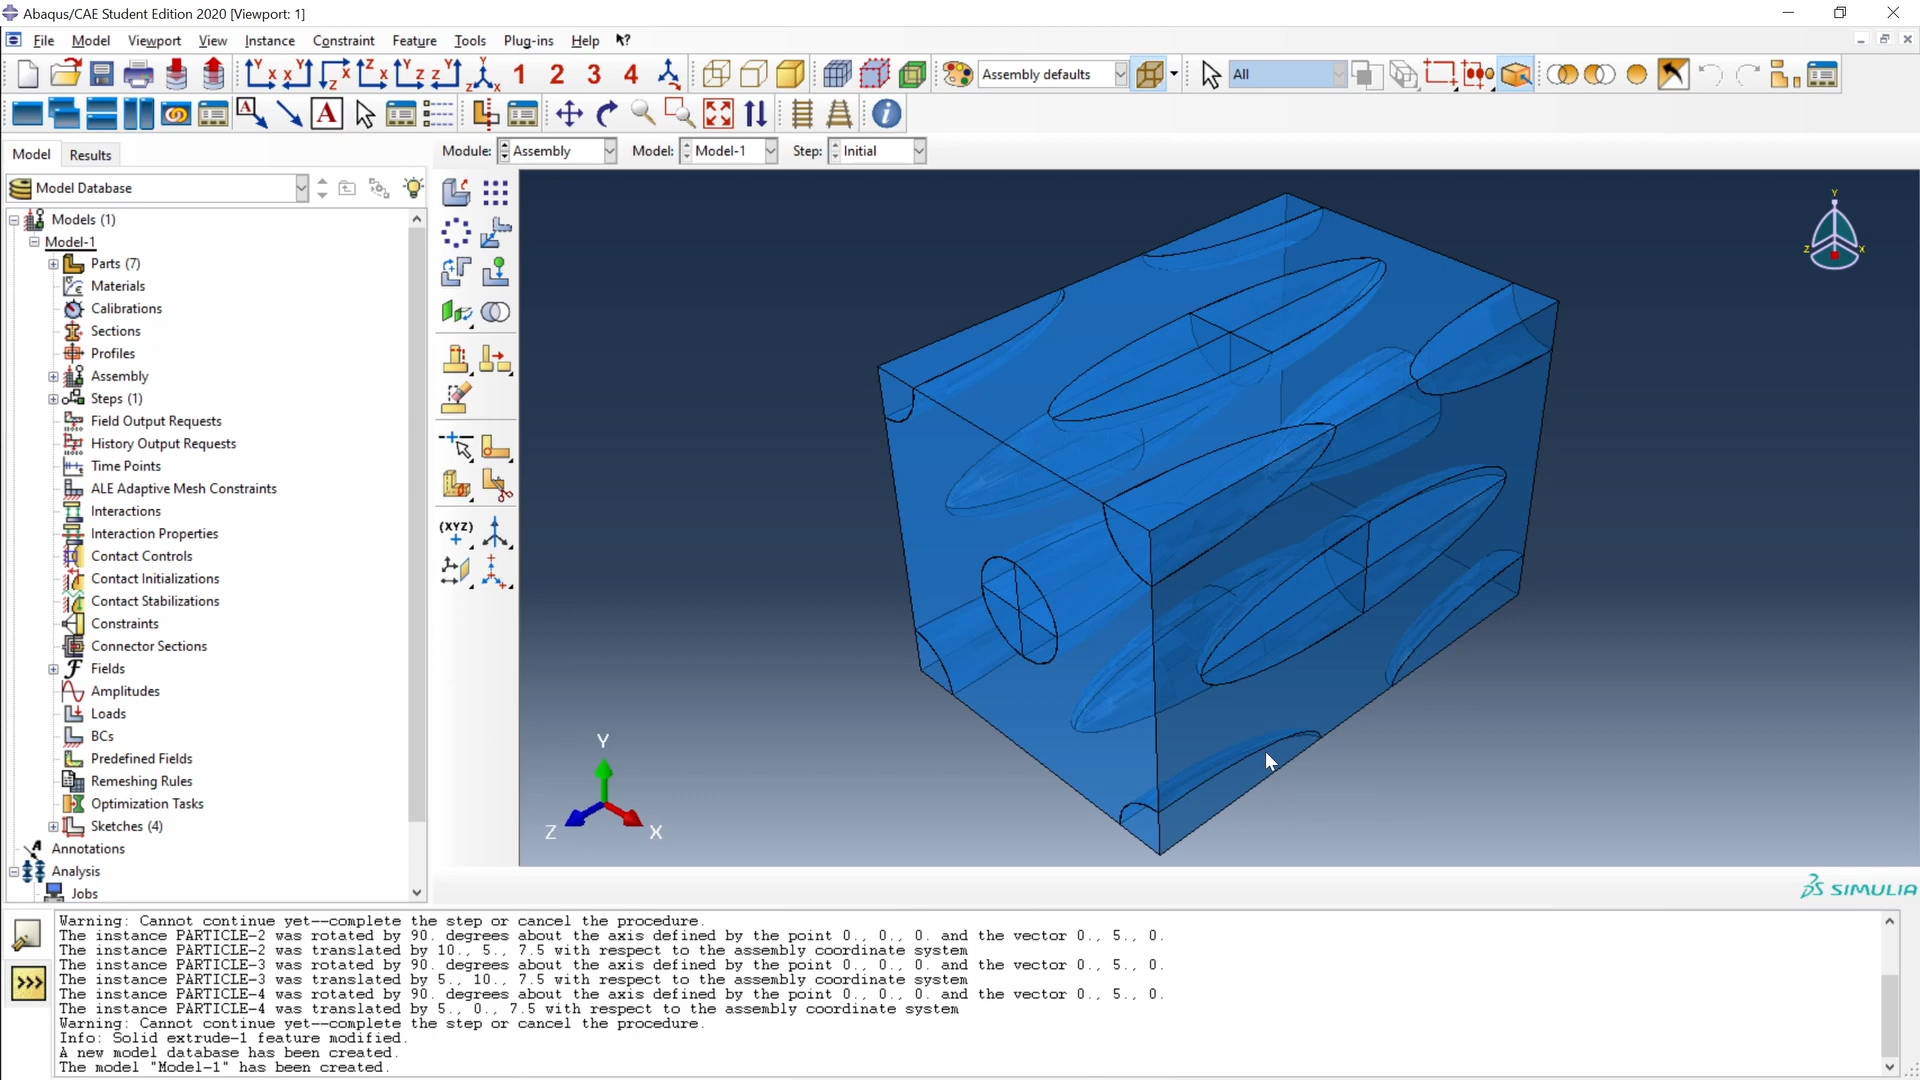 Abaqus/CAE Student Edition 2020 [Viewport: 1]
File Model Viewport View Instance Constraint Feature Tools Plug-ins Help
1 2 3 4 Assembly defaults All
Model Results
Module: Assembly Model: Model-1 Step: Initial
Model Database
Models (1)
Model-1
Parts (7)
Materials
Calibrations
Sections
Profiles
Assembly
Steps (1)
Field Output Requests
History Output Requests
Time Points
ALE Adaptive Mesh Constraints
Interactions
Interaction Properties
Contact Controls
Contact Initializations
Contact Stabilizations
Constraints
Connector Sections
Fields
Amplitudes
Loads
BCs
Predefined Fields
Remeshing Rules
Optimization Tasks
Sketches (4)
Annotations
Analysis
Jobs
(XYZ)
Y
Z X
Y
Z X
SIMULIA
Warning: Cannot continue yet--complete the step or cancel the procedure.
The instance PARTICLE-2 was rotated by 90. degrees about the axis defined by the point 0., 0., 0. and the vector 0., 5., 0.
The instance PARTICLE-2 was translated by 10., 5., 7.5 with respect to the assembly coordinate system
The instance PARTICLE-3 was rotated by 90. degrees about the axis defined by the point 0., 0., 0. and the vector 0., 5., 0.
The instance PARTICLE-3 was translated by 5., 10., 7.5 with respect to the assembly coordinate system
The instance PARTICLE-4 was rotated by 90. degrees about the axis defined by the point 0., 0., 0. and the vector 0., 5., 0.
The instance PARTICLE-4 was translated by 5., 0., 7.5 with respect to the assembly coordinate system
Warning: Cannot continue yet--complete the step or cancel the procedure.
Info: Solid extrude-1 feature modified.
A new model database has been created.
The model "Model-1" has been created.